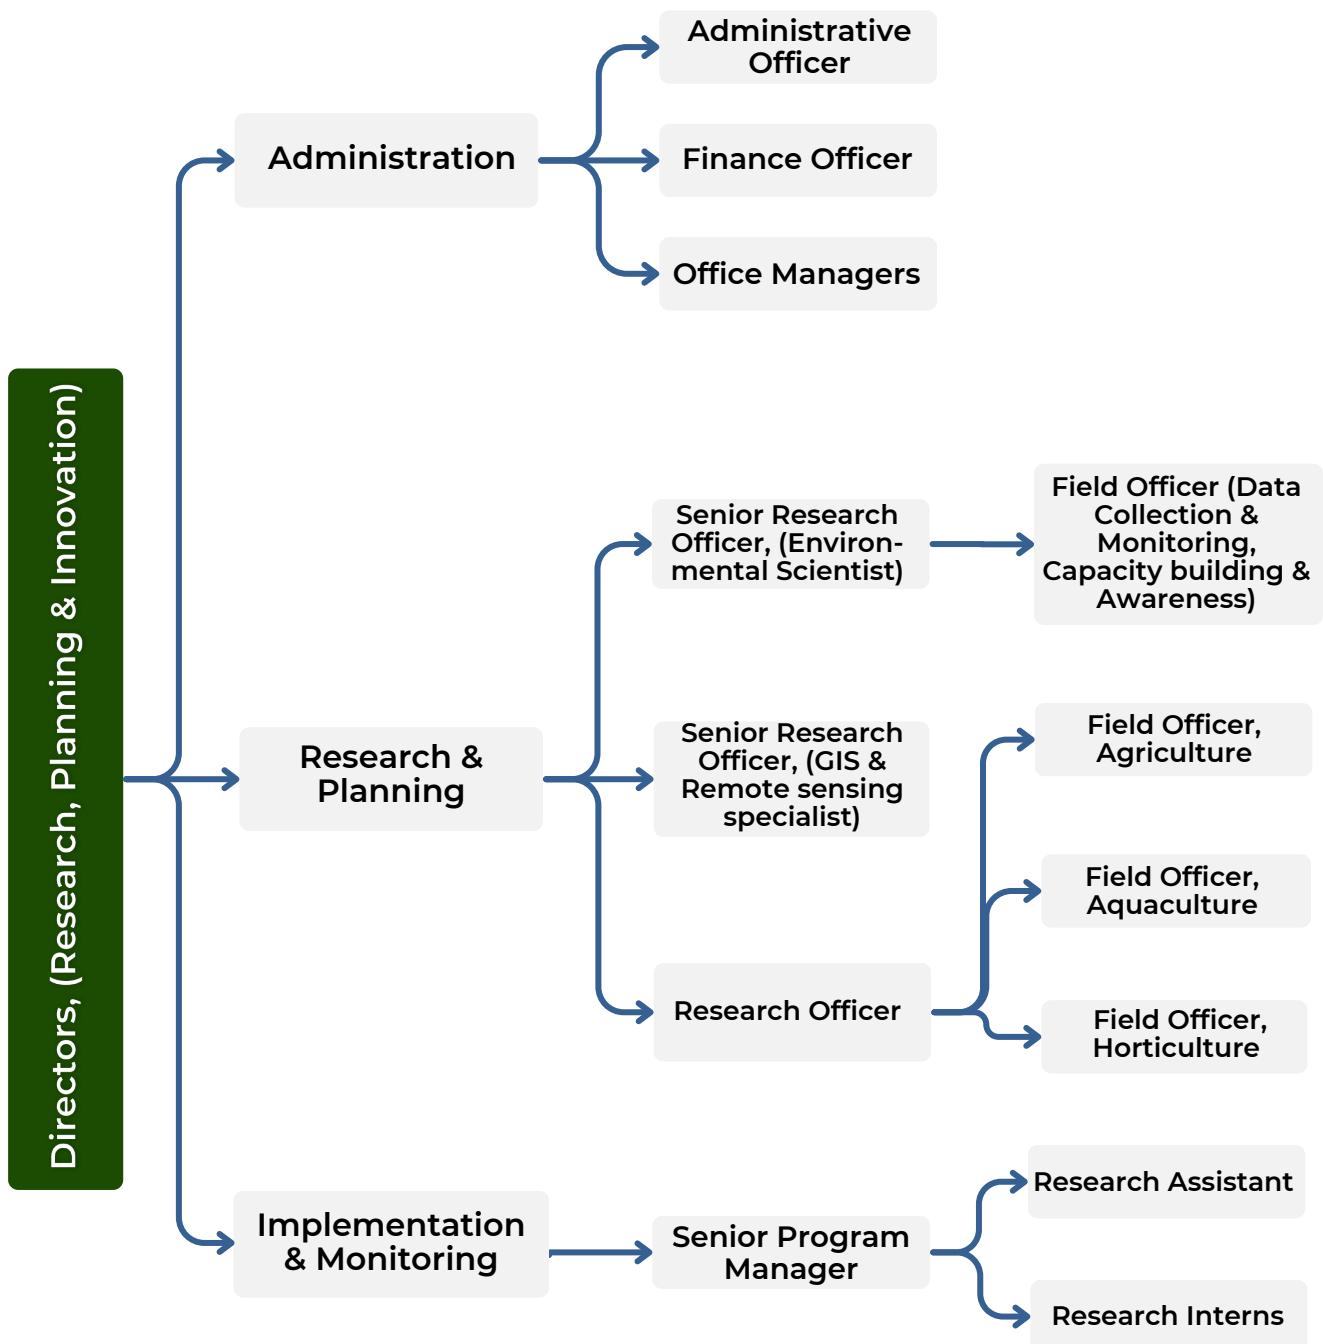 Directors, (Research, Planning & Innovation)
Administration
Administrative
Officer
Finance Officer
Office Managers
Research &
Planning
Senior Research
Officer, (Environ-
mental Scientist)
Field Officer (Data
Collection &
Monitoring,
Capacity building &
Awareness)
Senior Research
Officer, (GIS &
Remote sensing
specialist)
Research Officer
Field Officer,
Agriculture
Field Officer,
Aquaculture
Field Officer,
Horticulture
Implementation
& Monitoring
Senior Program
Manager
Research Assistant
Research Interns